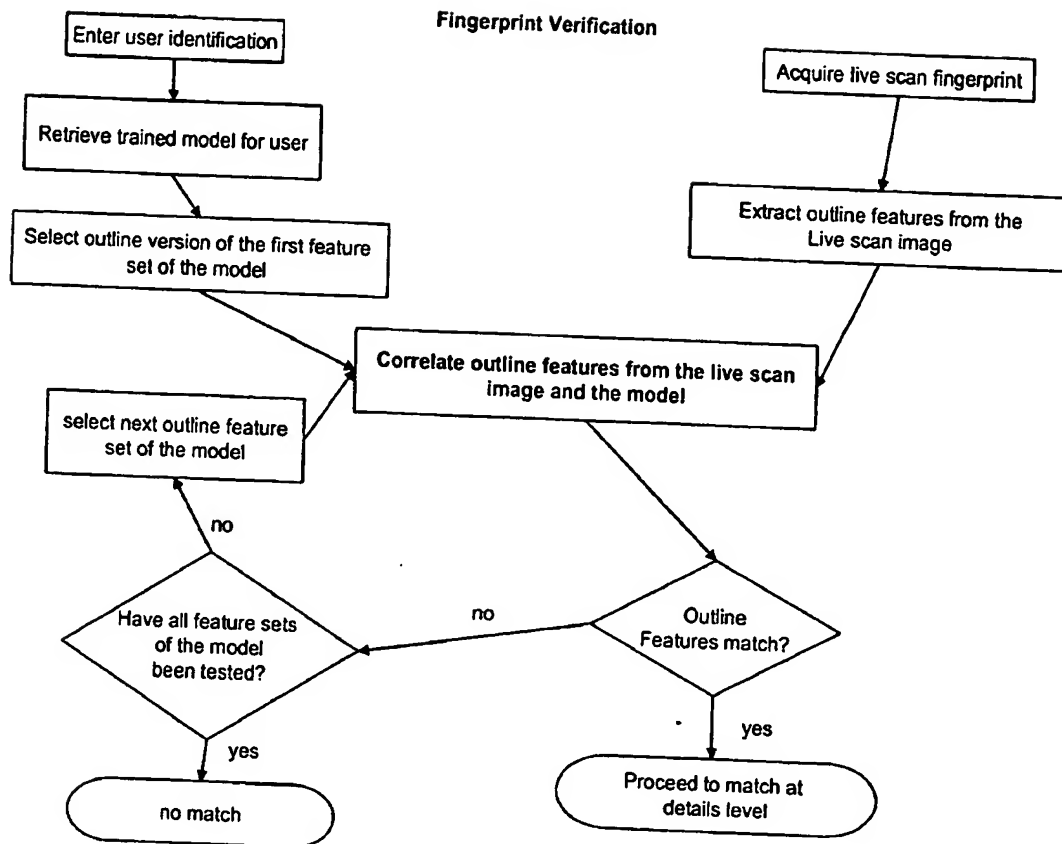 Fingerprint Verification
Enter user identification
Acquire live scan fingerprint
Retrieve trained model for user
Extract outline features from the
Live scan image
Select outline version of the first feature
set of the model
Correlate outline features from the live scan
image and the model
select next outline feature
set of the model
no
Have all feature sets
of the model
been tested?
no
Outline
Features match?
yes
yes
no match
Proceed to match at
details level